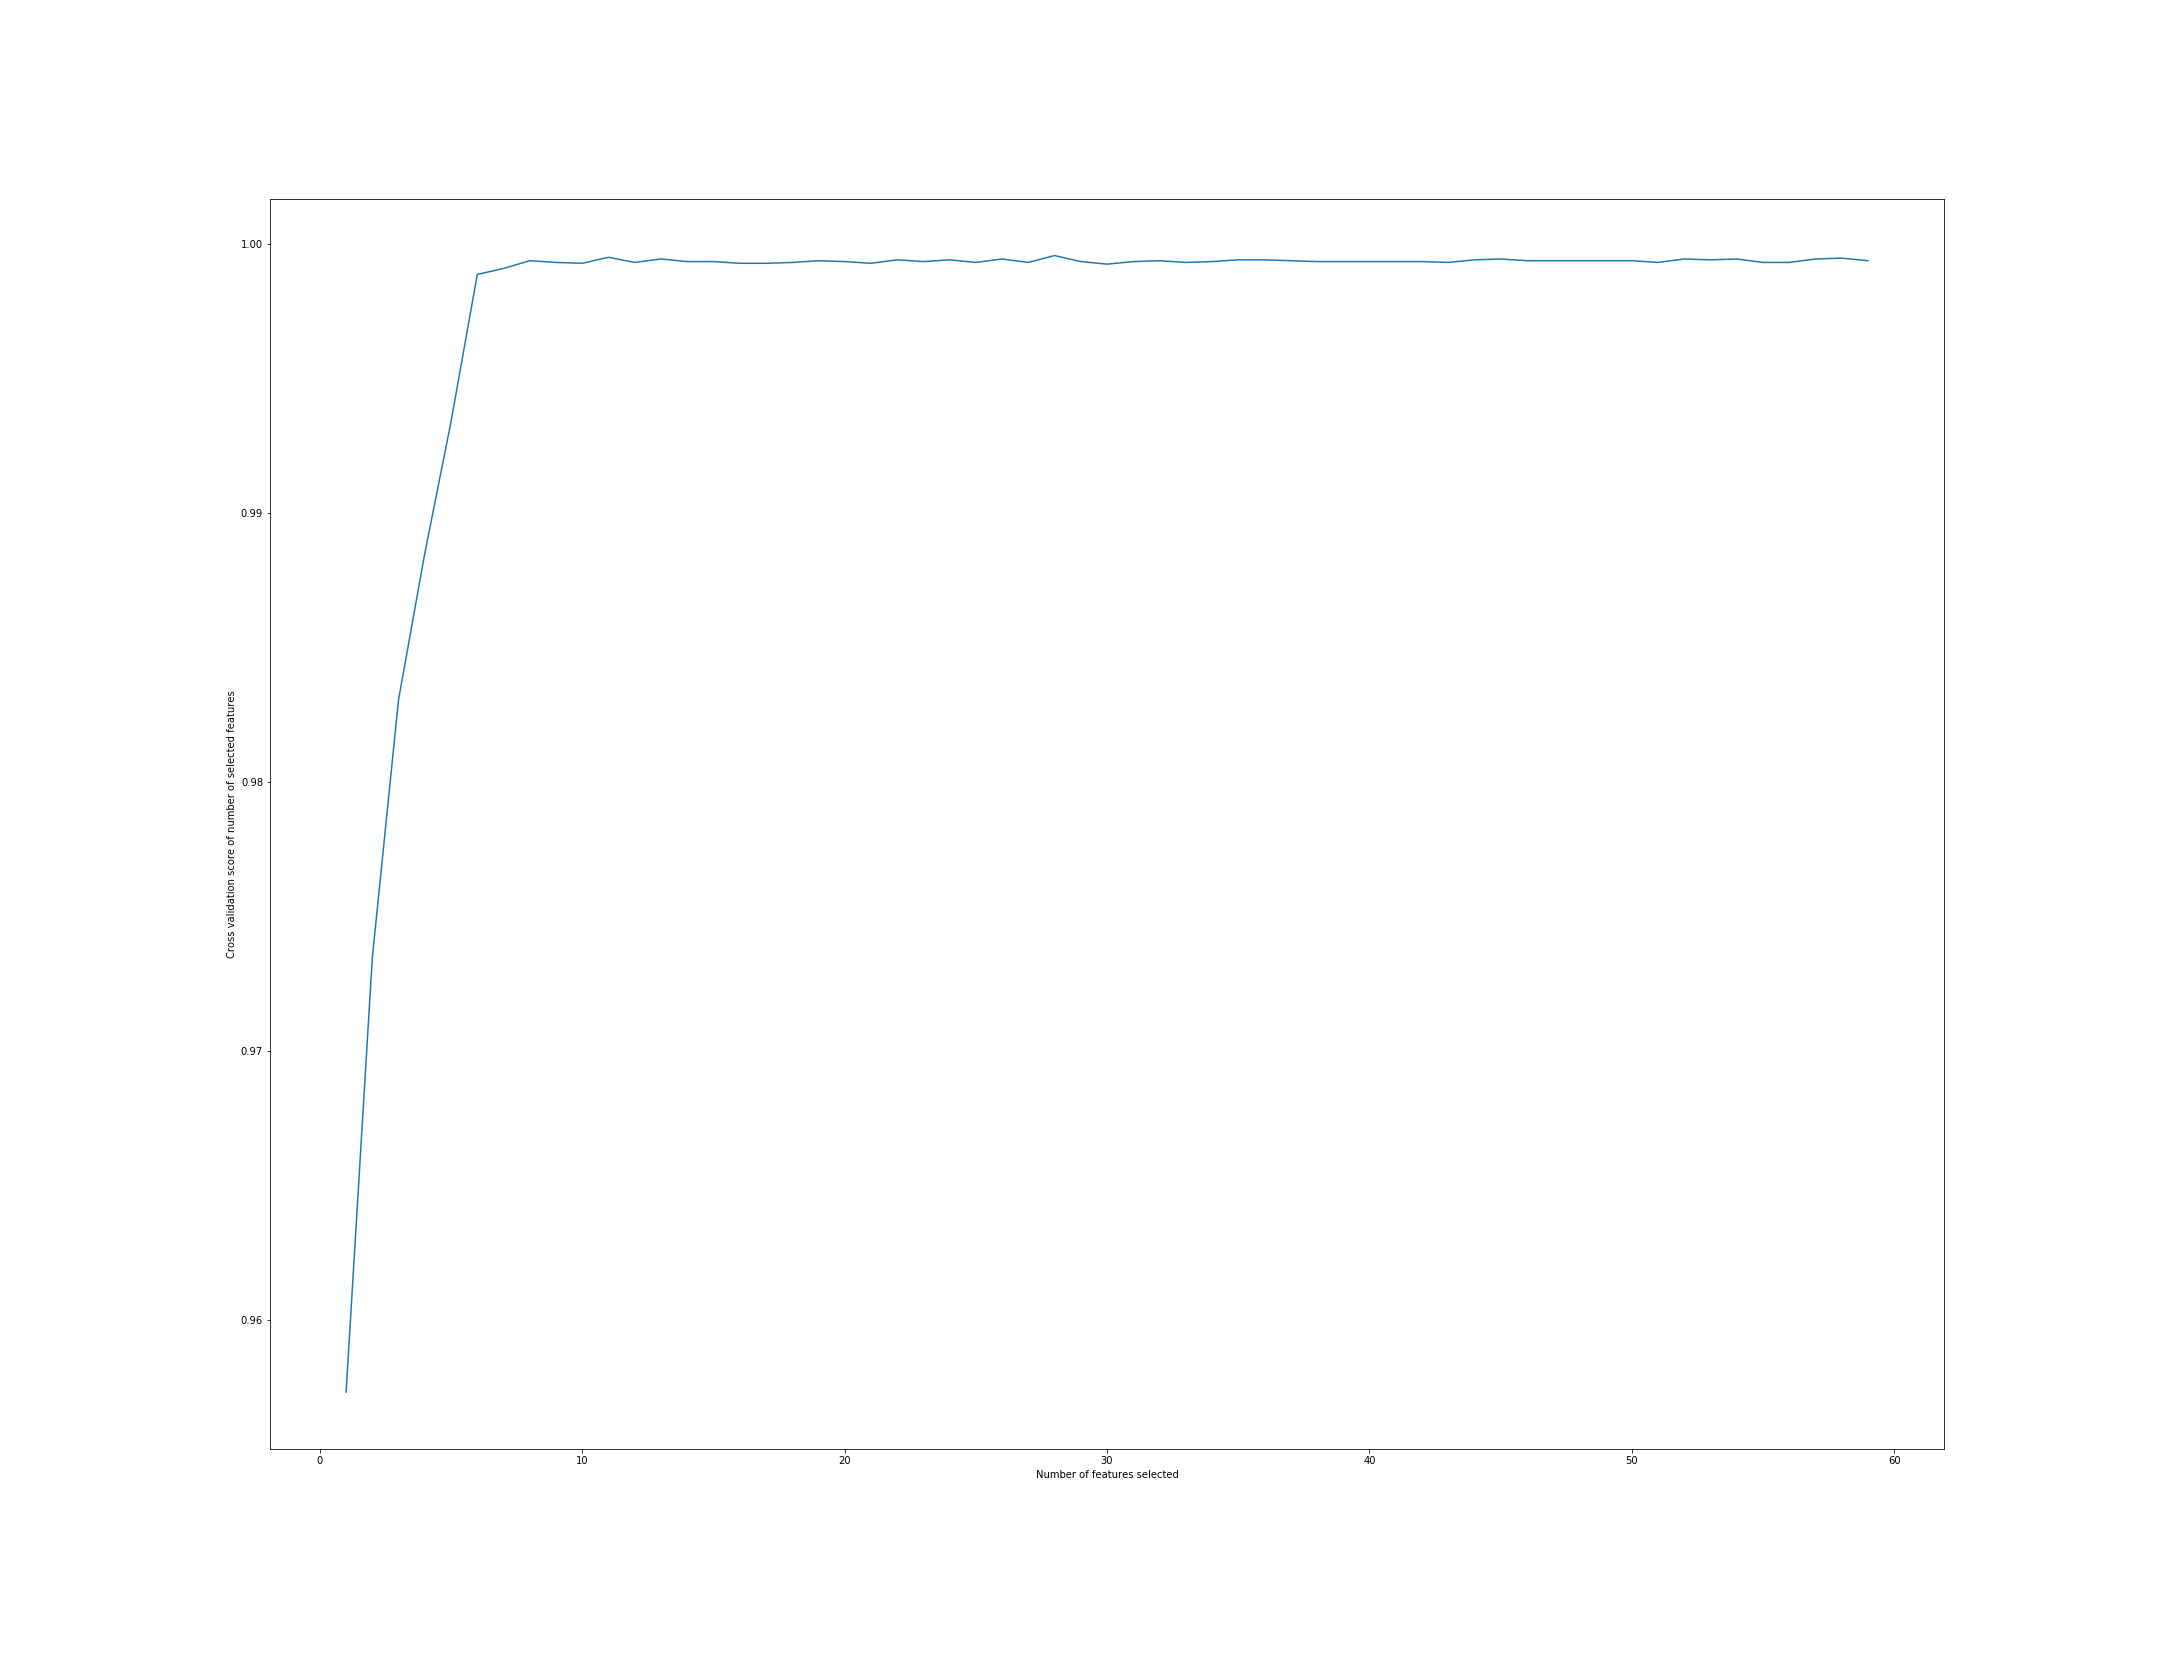 1.00
0.99
0.98
0.97
0.96
Cross validation score of number of selected features
0 10 20 30 40 50 60
Number of features selected